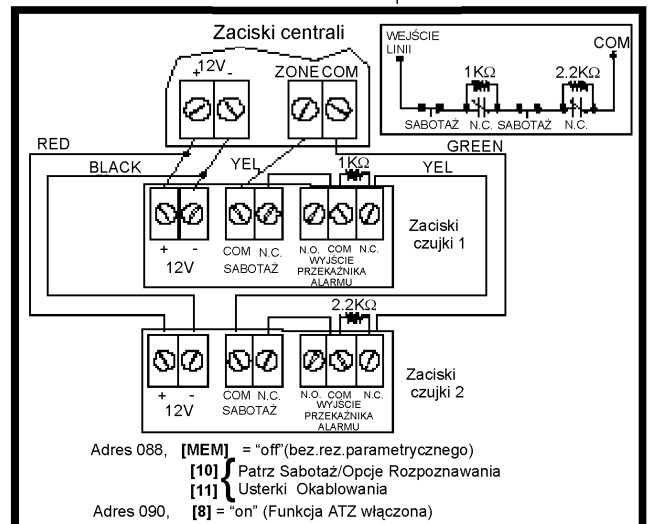 Zaciski centrali
+ 12V -
ZONE COM
WEJŚCIE
LINII
COM
1KΩ
2.2KΩ
SABOTAŻ N.C. SABOTAŻ N.C.
RED
BLACK
YEL
GREEN
1KΩ
YEL
+ -
12V
COM N.C.
SABOTAŻ
N.O. COM N.C.
WYJŚCIE
PRZEKAŹNIKA
ALARMU
Zaciski
czujki 1
2.2KΩ
+ -
12V
COM N.C.
SABOTAŻ
N.O. COM N.C.
WYJŚCIE
PRZEKAŹNIKA
ALARMU
Zaciski
czujki 2
Adres 088, [MEM] = “off”(bez.rez.parametrycznego)
[10] { Patrz Sabotaż/Opcje Rozpoznawania
[11] Usterki Okablowania
Adres 090, [8] = “on” (Funkcja ATZ włączona)